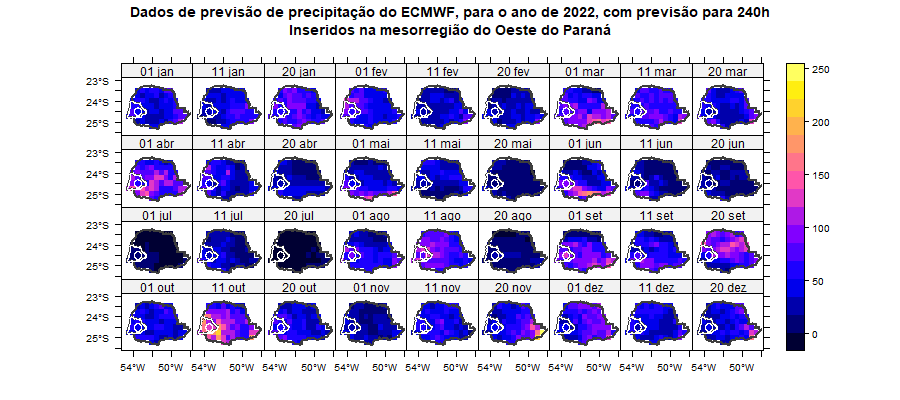 Dados de previsão de precipitação do ECMWF, para o ano de 2022, com previsão para 240h
Inseridos na mesorregião do Oeste do Paraná
01 jan 11 jan 20 jan 01 fev 11 fev 20 fev 01 mar 11 mar 20 mar
23°S
24°S
25°S
01 abr 11 abr 20 abr 01 mai 11 mai 20 mai 01 jun 11 jun 20 jun
23°S
24°S
25°S
01 jul 11 jul 20 jul 01 ago 11 ago 20 ago 01 set 11 set 20 set
23°S
24°S
25°S
01 out 11 out 20 out 01 nov 11 nov 20 nov 01 dez 11 dez 20 dez
23°S
24°S
25°S
54°W 50°W 54°W 50°W 54°W 50°W 54°W 50°W 54°W 50°W 54°W 50°W 54°W 50°W 54°W 50°W 54°W 50°W
250
200
150
100
50
0